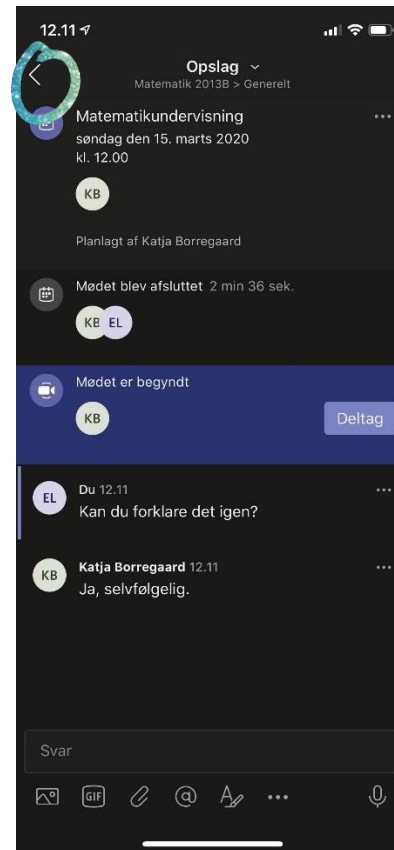 12.11
Opslag
Matematik 2013B > Generelt
Matematikundervisning
søndag den 15. marts 2020
kl. 12.00
KB
Planlagt af Katja Borregaard
Mødet blev afsluttet 2 min 36 sek.
KB EL
Mødet er begyndt
KB
Deltag
EL
Du 12.11
Kan du forklare det igen?
KB
Katja Borregaard 12.11
Ja, selvfølgelig.
Svar
GIF